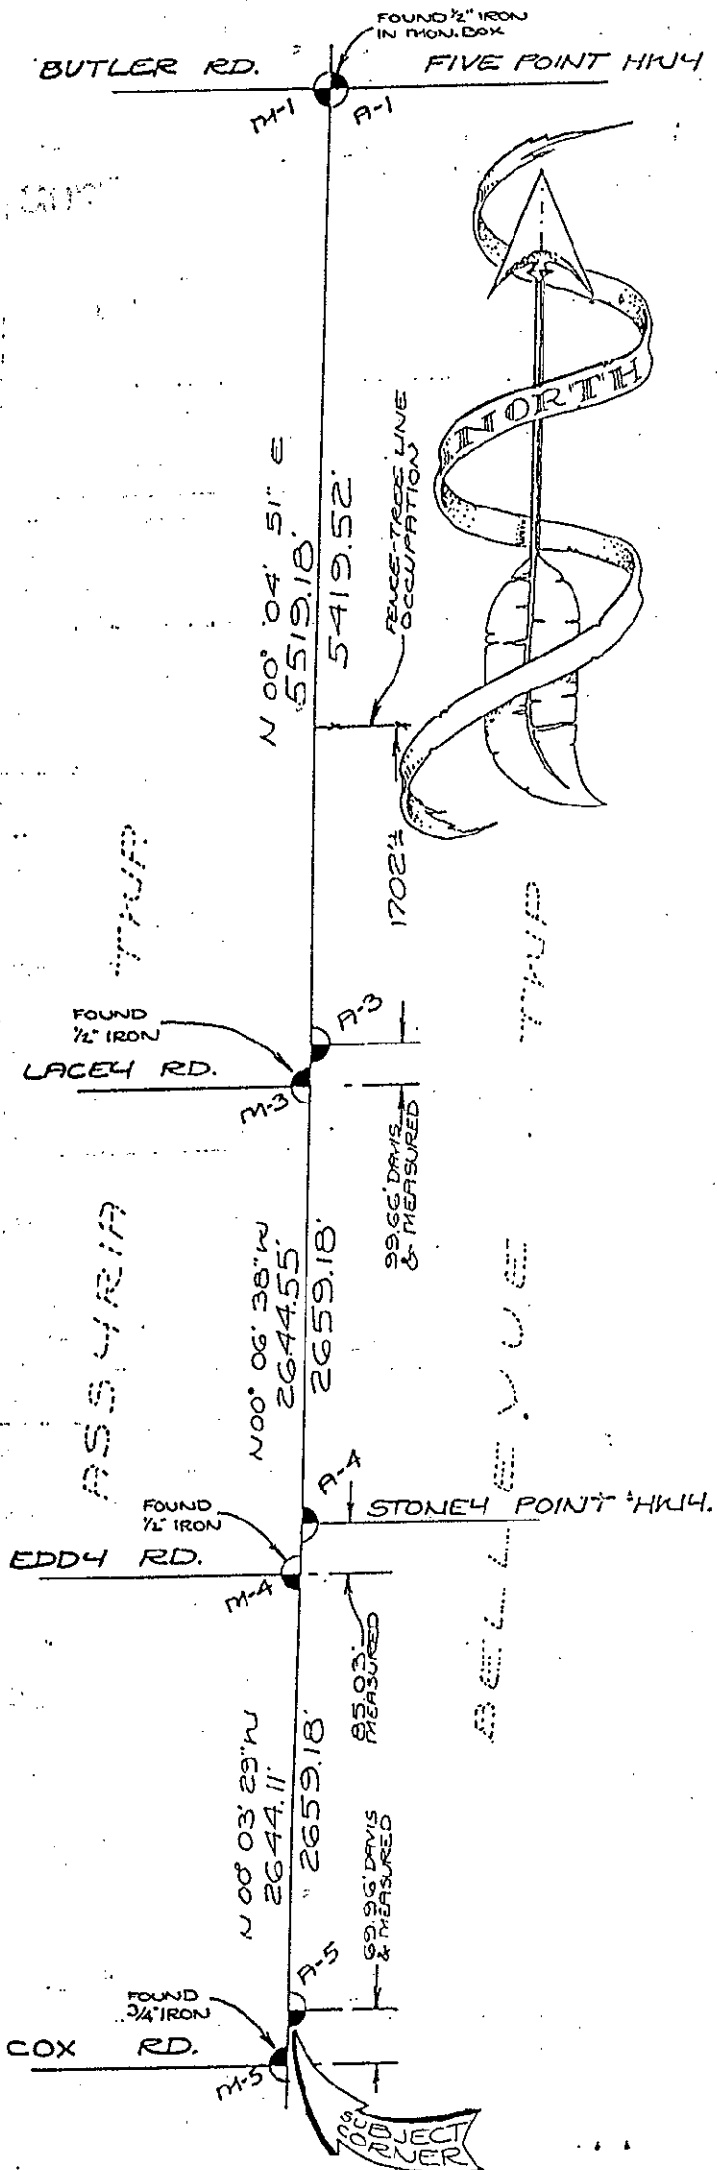 FOUND ½" IRON
IN MON. BOX
BUTLER RD.
FIVE POINT HWY
M-1
A-1
NORTH
N 00° 04' 51" E
5519.18'
5419.52'
FENCE-TREE LINE
OCCUPATION
1702'±
TWP
TWP
FOUND
½" IRON
A-3
LACEY RD.
M-3
99.66' DAVIS
& MEASURED
ASSYRIA
BELLEVUE
N 00° 06' 38" W
2644.55'
2659.18'
A-4
STONEY POINT HWY.
FOUND
½" IRON
EDDY RD.
M-4
85.03'
MEASURED
N 00° 03' 29" W
2644.11'
2659.18'
69.96' DAVIS
& MEASURED
A-5
FOUND
3/4" IRON
COX RD.
M-5
SUBJECT
CORNER